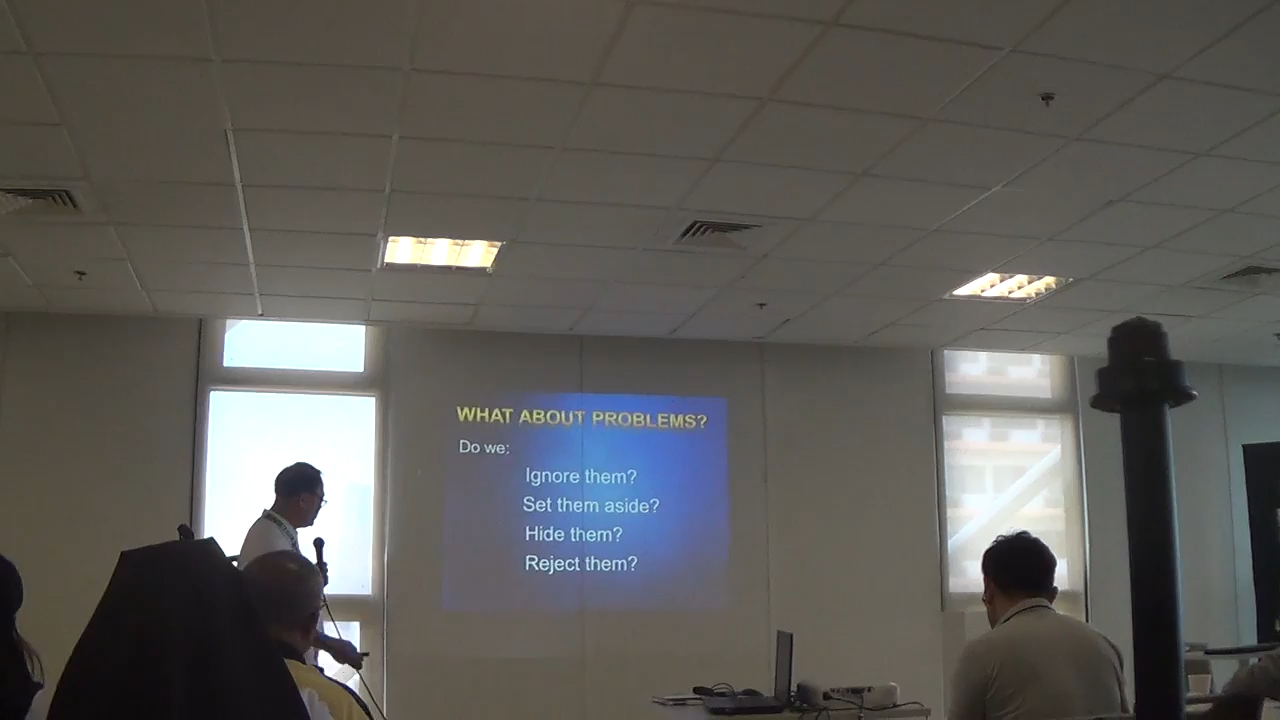 WHAT ABOUT PROBLEMS?
Do we:
Ignore them?
Set them aside?
Hide them?
Reject them?